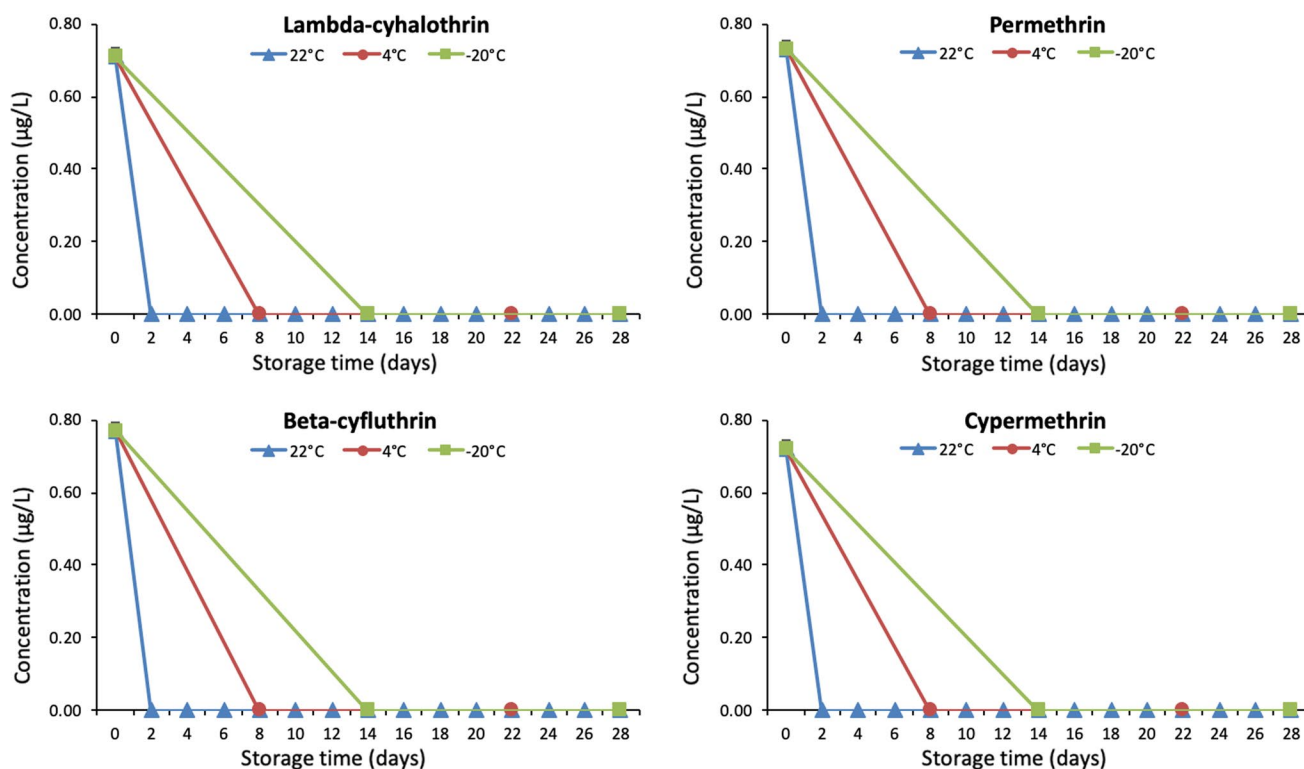 Lambda-cyhalothrin
22°C 4°C -20°C
Concentration (µg/L)
0.80
0.60
0.40
0.20
0.00
0 2 4 6 8 10 12 14 16 18 20 22 24 26 28
Storage time (days)
Permethrin
22°C 4°C -20°C
Concentration (µg/L)
0.80
0.60
0.40
0.20
0.00
0 2 4 6 8 10 12 14 16 18 20 22 24 26 28
Storage time (days)
Beta-cyfluthrin
22°C 4°C -20°C
Concentration (µg/L)
0.80
0.60
0.40
0.20
0.00
0 2 4 6 8 10 12 14 16 18 20 22 24 26 28
Storage time (days)
Cypermethrin
22°C 4°C -20°C
Concentration (µg/L)
0.80
0.60
0.40
0.20
0.00
0 2 4 6 8 10 12 14 16 18 20 22 24 26 28
Storage time (days)